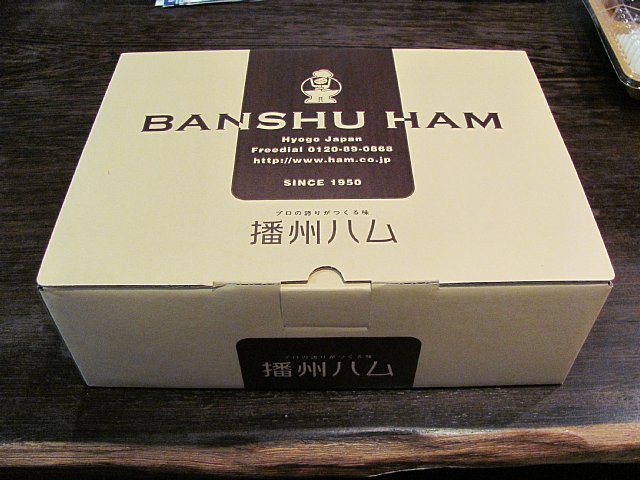 BANSHU HAM
Hyogo Japan
Freedial 0120-89-0868
http://www.ham.co.jp
SINCE 1950
プロの誇りがつくる味
播州ハム
プロの誇りがつくる味
播州ハム